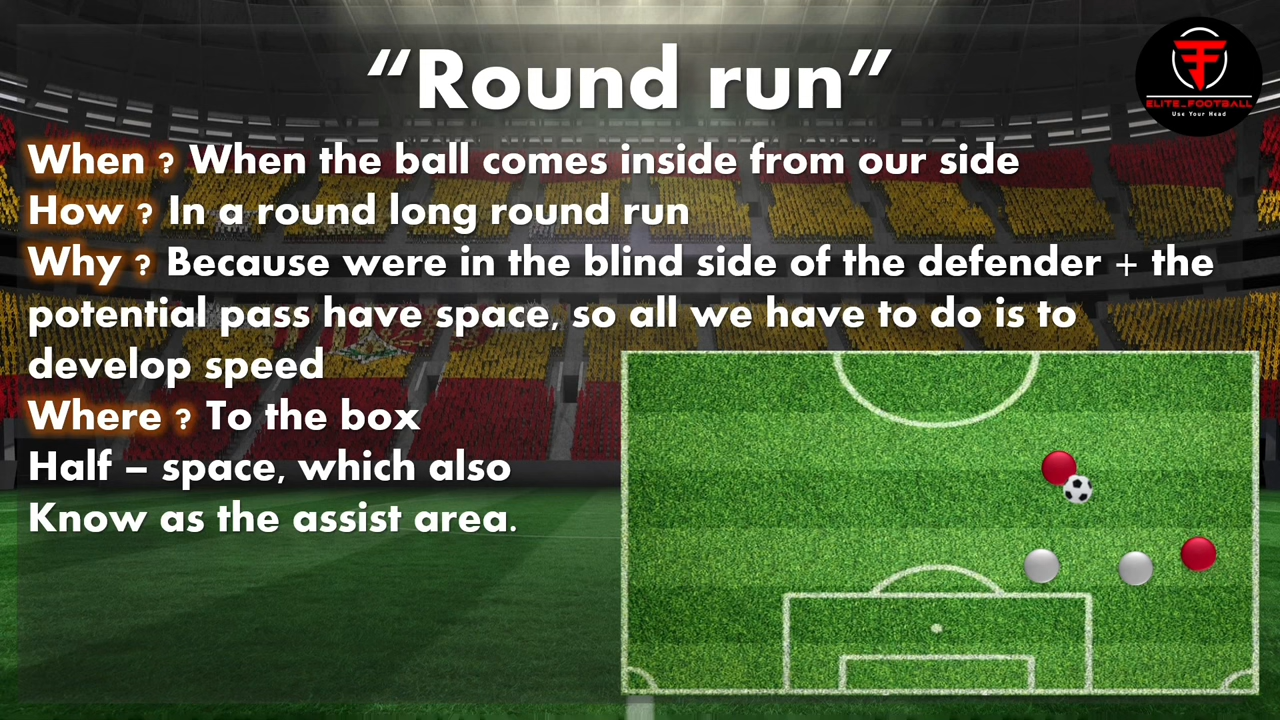 “Round run”
ELITE_FOOTBALL
Use Your Head
When ? When the ball comes inside from our side
How ? In a round long round run
Why ? Because were in the blind side of the defender + the
potential pass have space, so all we have to do is to
develop speed
Where ? To the box
Half – space, which also
Know as the assist area.